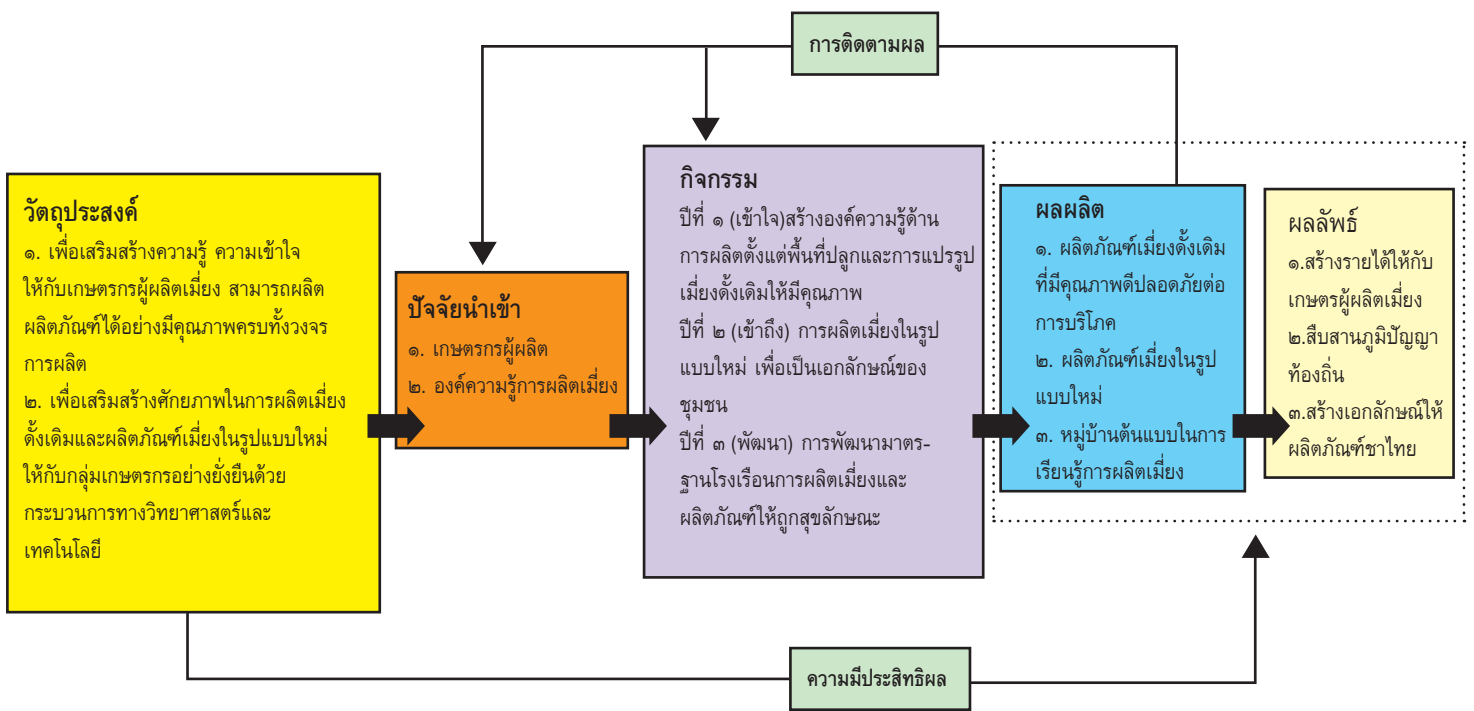 การติดตามผล
วัตถุประสงค์
๑. เพื่อเสริมสร้างความรู้ ความเข้าใจ
ให้กับเกษตรกรผู้ผลิตเมี่ยง สามารถผลิต
ผลิตภัณฑ์ได้อย่างมีคุณภาพครบทั้งวงจร
การผลิต
๒. เพื่อเสริมสร้างศักยภาพในการผลิตเมี่ยง
ดั้งเดิมและผลิตภัณฑ์เมี่ยงในรูปแบบใหม่
ให้กับกลุ่มเกษตรกรอย่างยั่งยืนด้วย
กระบวนการทางวิทยาศาสตร์และ
เทคโนโลยี
ปัจจัยนำเข้า
๑. เกษตรกรผู้ผลิต
๒. องค์ความรู้การผลิตเมี่ยง
กิจกรรม
ปีที่ ๑ (เข้าใจ)สร้างองค์ความรู้ด้าน
การผลิตตั้งแต่พื้นที่ปลูกและการแปรรูป
เมี่ยงดั้งเดิมให้มีคุณภาพ
ปีที่ ๒ (เข้าถึง) การผลิตเมี่ยงในรูป
แบบใหม่ เพื่อเป็นเอกลักษณ์ของ
ชุมชน
ปีที่ ๓ (พัฒนา) การพัฒนามาตร-
ฐานโรงเรือนการผลิตเมี่ยงและ
ผลิตภัณฑ์ให้ถูกสุขลักษณะ
ผลผลิต
๑. ผลิตภัณฑ์เมี่ยงดั้งเดิม
ที่มีคุณภาพดีปลอดภัยต่อ
การบริโภค
๒. ผลิตภัณฑ์เมี่ยงในรูป
แบบใหม่
๓. หมู่บ้านต้นแบบในการ
เรียนรู้การผลิตเมี่ยง
ผลลัพธ์
๑.สร้างรายได้ให้กับ
เกษตรผู้ผลิตเมี่ยง
๒.สืบสานภูมิปัญญา
ท้องถิ่น
๓.สร้างเอกลักษณ์ให้
ผลิตภัณฑ์ชาไทย
ความมีประสิทธิผล